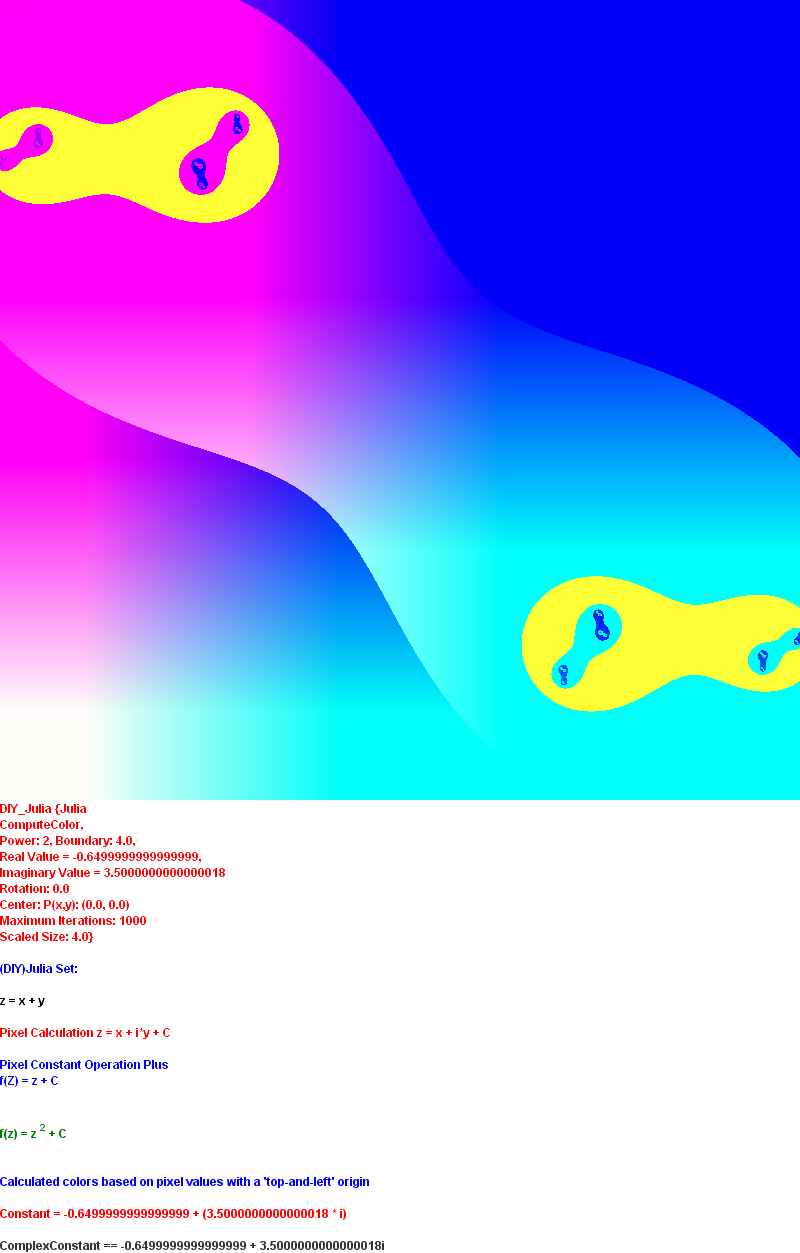 DIY_Julia {Julia
ComputeColor,
Power: 2, Boundary: 4.0,
Real Value = -0.6499999999999999,
Imaginary Value = 3.5000000000000018
Rotation: 0.0
Center: P(x,y): (0.0, 0.0)
Maximum Iterations: 1000
Scaled Size: 4.0}
(DIY)Julia Set:
z = x + y
Pixel Calculation z = x + i*y + C
Pixel Constant Operation Plus
f(Z) = z + C
f(z) = z ² + C
Calculated colors based on pixel values with a 'top-and-left' origin
Constant = -0.6499999999999999 + (3.5000000000000018 * i)
ComplexConstant == -0.6499999999999999 + 3.5000000000000018i